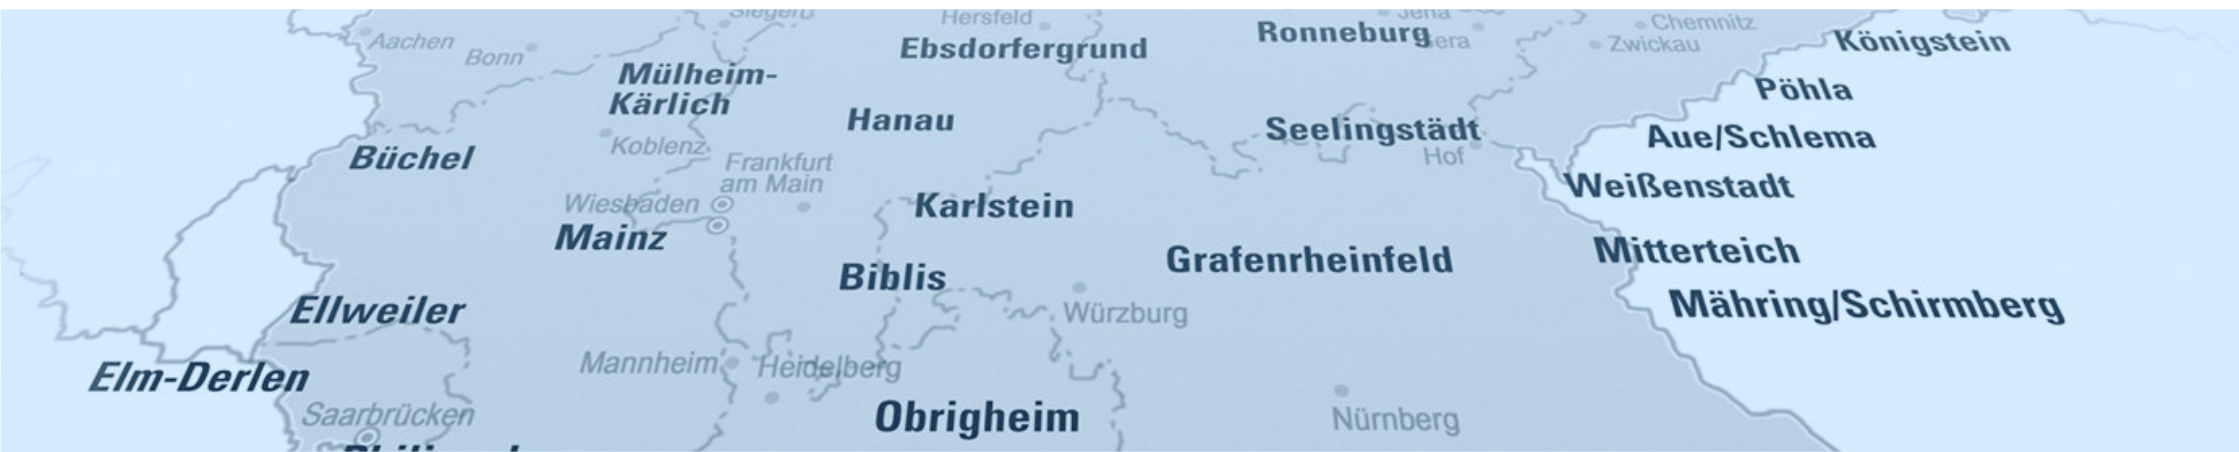 Siegen
Hersfeld
Jena
Chemnitz
Aachen
Bonn
Ebsdorfergrund
Ronneburg
Gera
Zwickau
Königstein
Mülheim-
Kärlich
Pöhla
Hanau
Seelingstädt
Aue/Schlema
Büchel
Koblenz
Hof
Frankfurt
am Main
Weißenstadt
Wiesbaden
Karlstein
Mainz
Grafenrheinfeld
Mitterteich
Biblis
Ellweiler
Würzburg
Mähring/Schirmberg
Elm-Derlen
Mannheim
Heidelberg
Saarbrücken
Obrigheim
Nürnberg